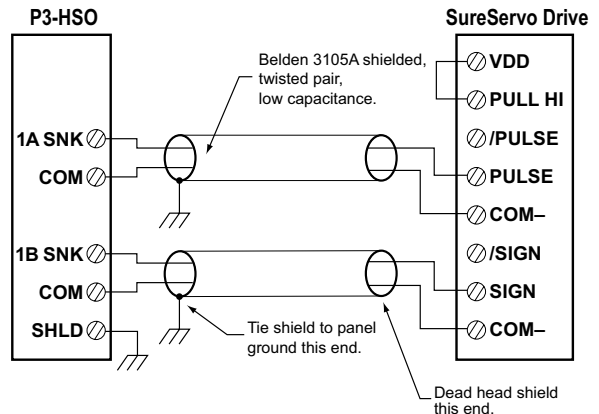 P3-HSO
SureServo Drive
Belden 3105A shielded,
twisted pair,
low capacitance.
VDD
PULL HI
1A SNK
/PULSE
COM
PULSE
COM–
1B SNK
/SIGN
COM
SIGN
SHLD
COM–
Tie shield to panel
ground this end.
Dead head shield
this end.